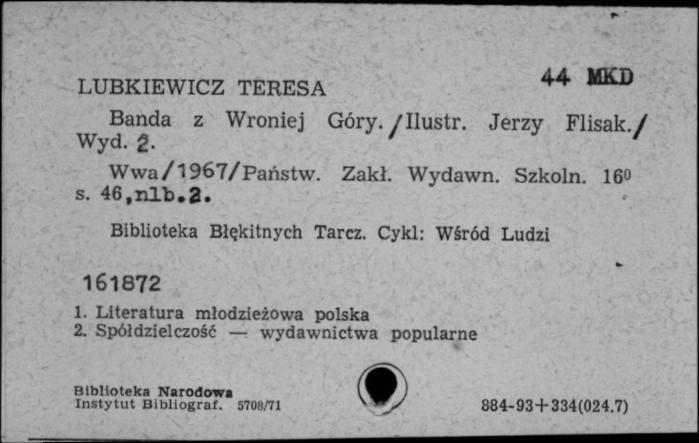 44 MKD
LUBKIEWICZ TERESA
Banda z Wroniej Góry./Ilustr. Jerzy Flisak./
Wyd. 2.
Wwa/1967/Państw. Zakł. Wydawn. Szkoln. 16⁰
s. 46,nlb.2.
Biblioteka Błękitnych Tarcz. Cykl: Wśród Ludzi
161872
1. Literatura młodzieżowa polska
2. Spółdzielczość — wydawnictwa popularne
Biblioteka Narodowa
Instytut Bibliograf. 5708/71
884-93+334(024.7)